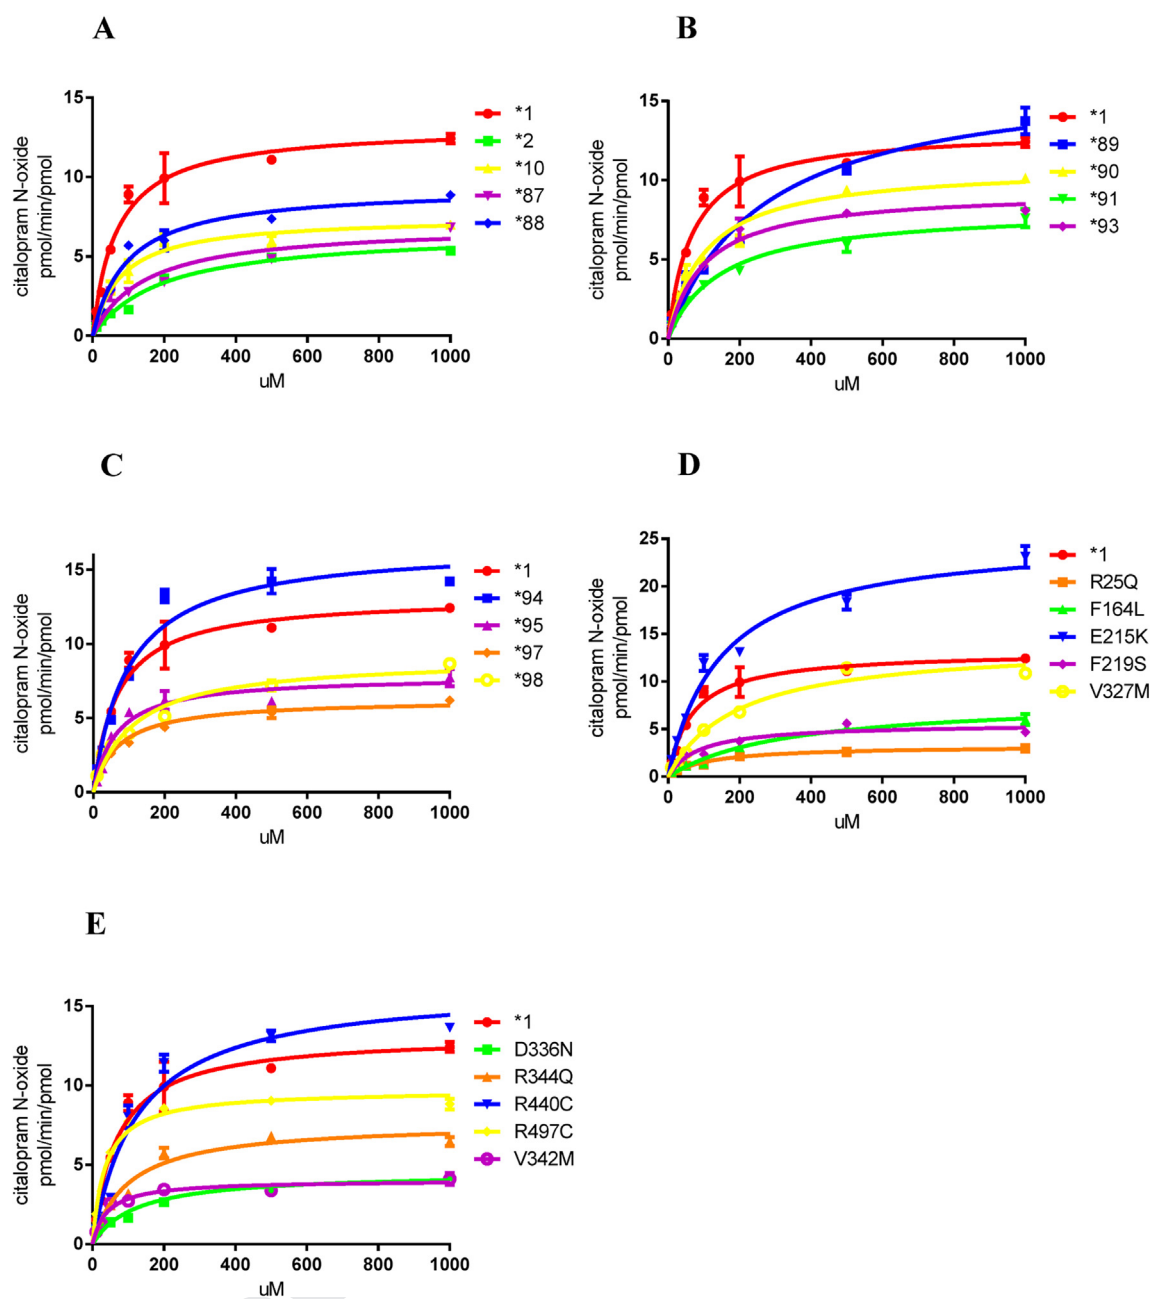 A
citalopram N-oxide
pmol/min/pmol
15
10
5
0
0 200 400 600 800 1000
uM
*1
*2
*10
*87
*88
B
citalopram N-oxide
pmol/min/pmol
15
10
5
0
0 200 400 600 800 1000
uM
*1
*89
*90
*91
*93
C
citalopram N-oxide
pmol/min/pmol
15
10
5
0
0 200 400 600 800 1000
uM
*1
*94
*95
*97
*98
D
citalopram N-oxide
pmol/min/pmol
25
20
15
10
5
0
0 200 400 600 800 1000
uM
*1
R25Q
F164L
E215K
F219S
V327M
E
citalopram N-oxide
pmol/min/pmol
15
10
5
0
0 200 400 600 800 1000
uM
*1
D336N
R344Q
R440C
R497C
V342M